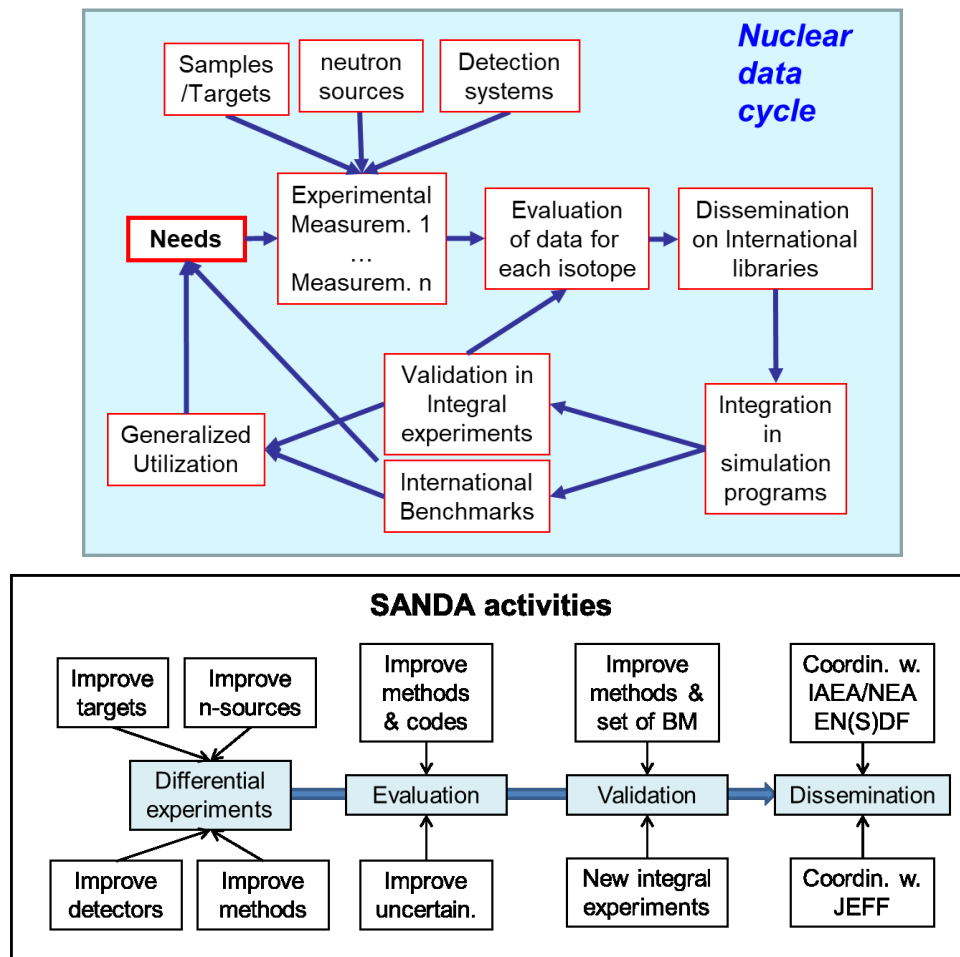 Nuclear
data
cycle
Samples
/Targets
neutron
sources
Detection
systems
Needs
Experimental
Measurem. 1
…
Measurem. n
Evaluation
of data for
each isotope
Dissemination
on International
libraries
Generalized
Utilization
Validation in
Integral
experiments
International
Benchmarks
Integration
in
simulation
programs
SANDA activities
Improve
targets
Improve
n-sources
Improve
methods
& codes
Improve
methods &
set of BM
Coordin. w.
IAEA/NEA
EN(S)DF
Differential
experiments
Evaluation
Validation
Dissemination
Improve
detectors
Improve
methods
Improve
uncertain.
New integral
experiments
Coordin. w.
JEFF